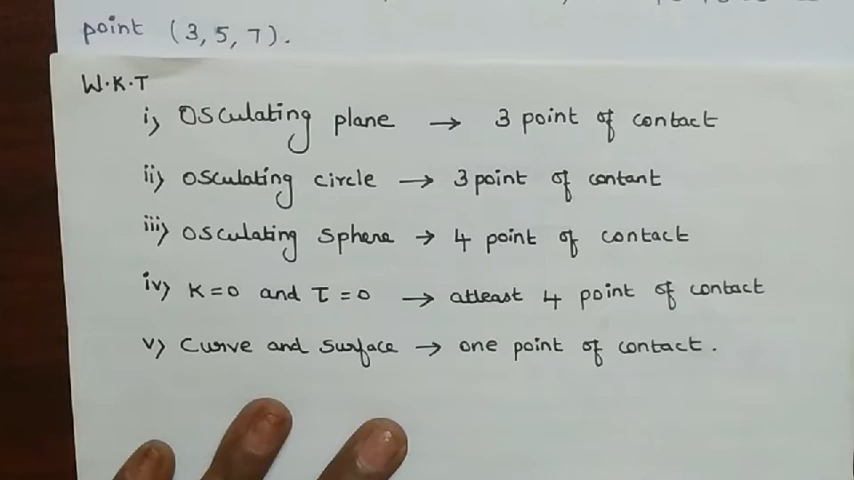 point (3, 5, 7).
W.K.T
i) Osculating plane → 3 point of contact
ii) osculating circle → 3 point of contant
iii) osculating sphere → 4 point of contact
iv) K=0 and τ=0 → atleast 4 point of contact
v) Curve and surface → one point of contact.